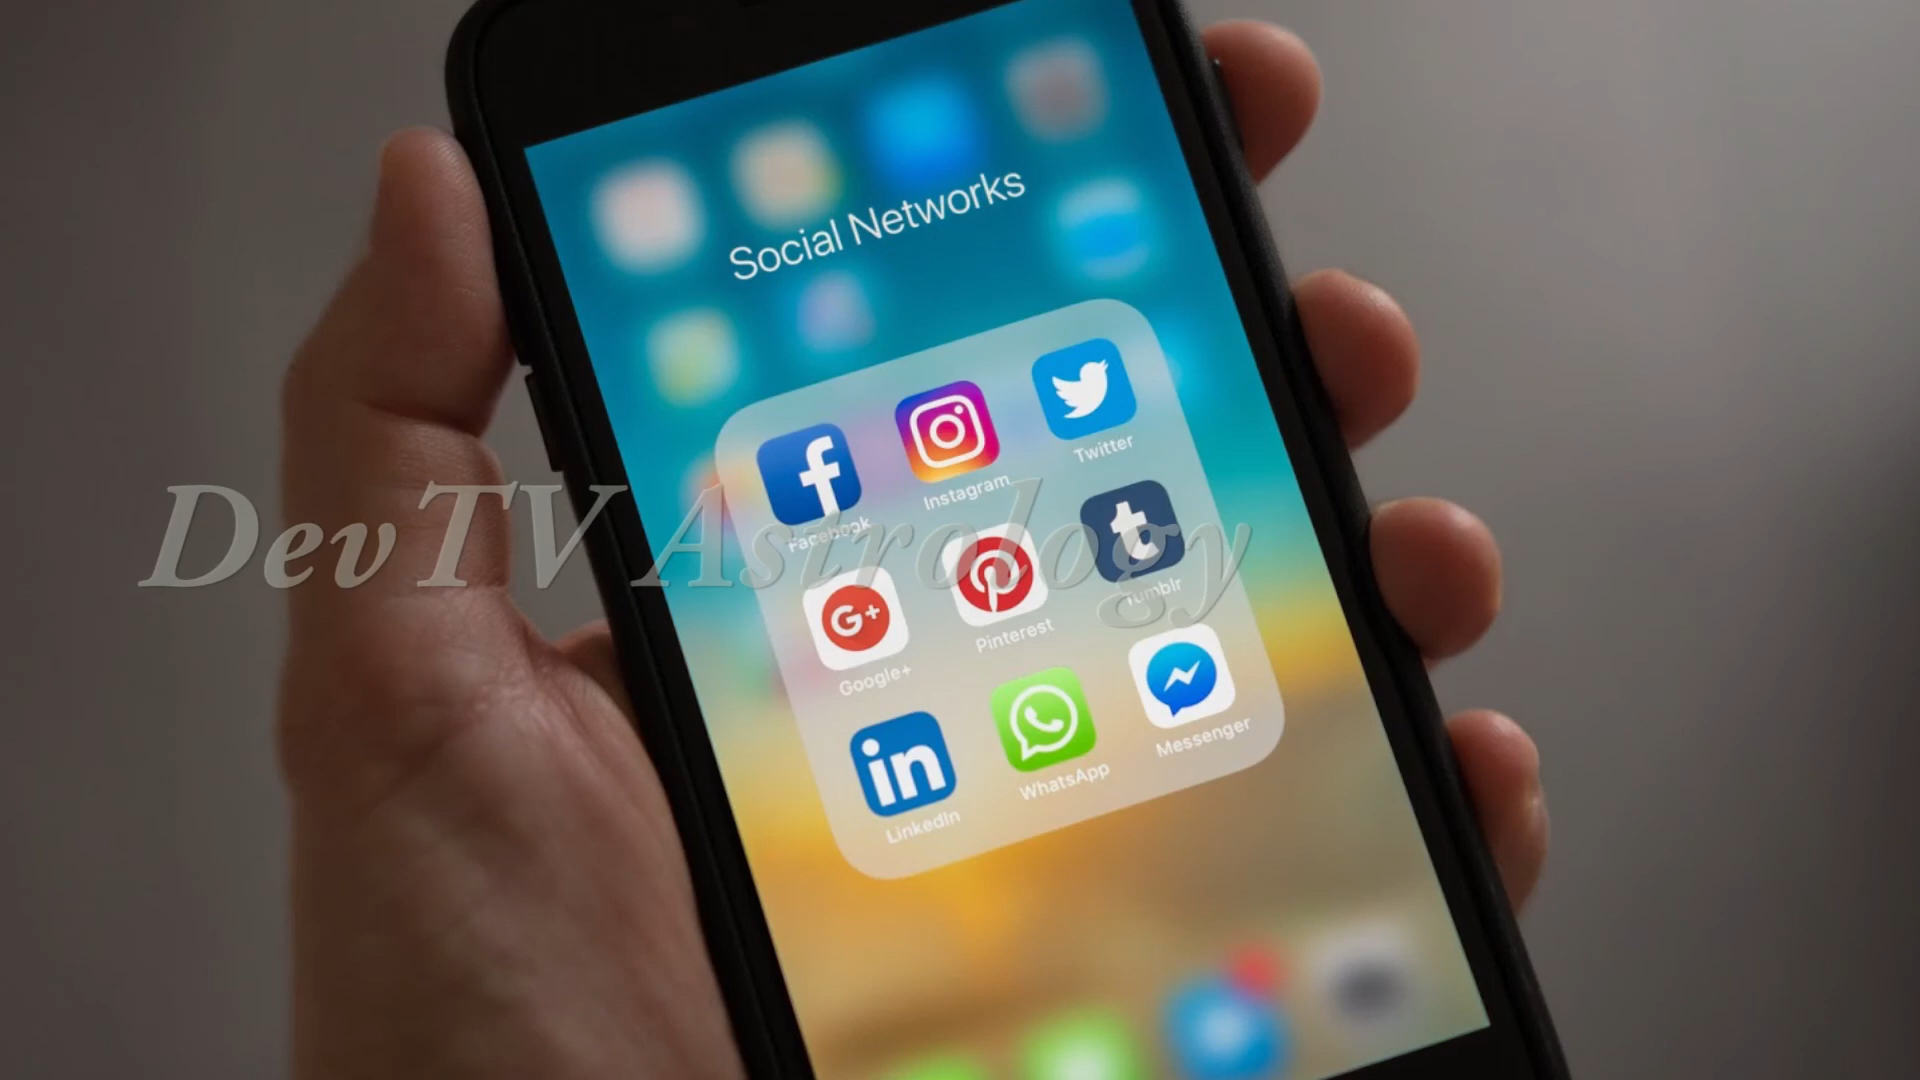 Social Networks
Facebook
Instagram
Twitter
Google+
Pinterest
Tumblr
LinkedIn
WhatsApp
Messenger
DevTV Astrology